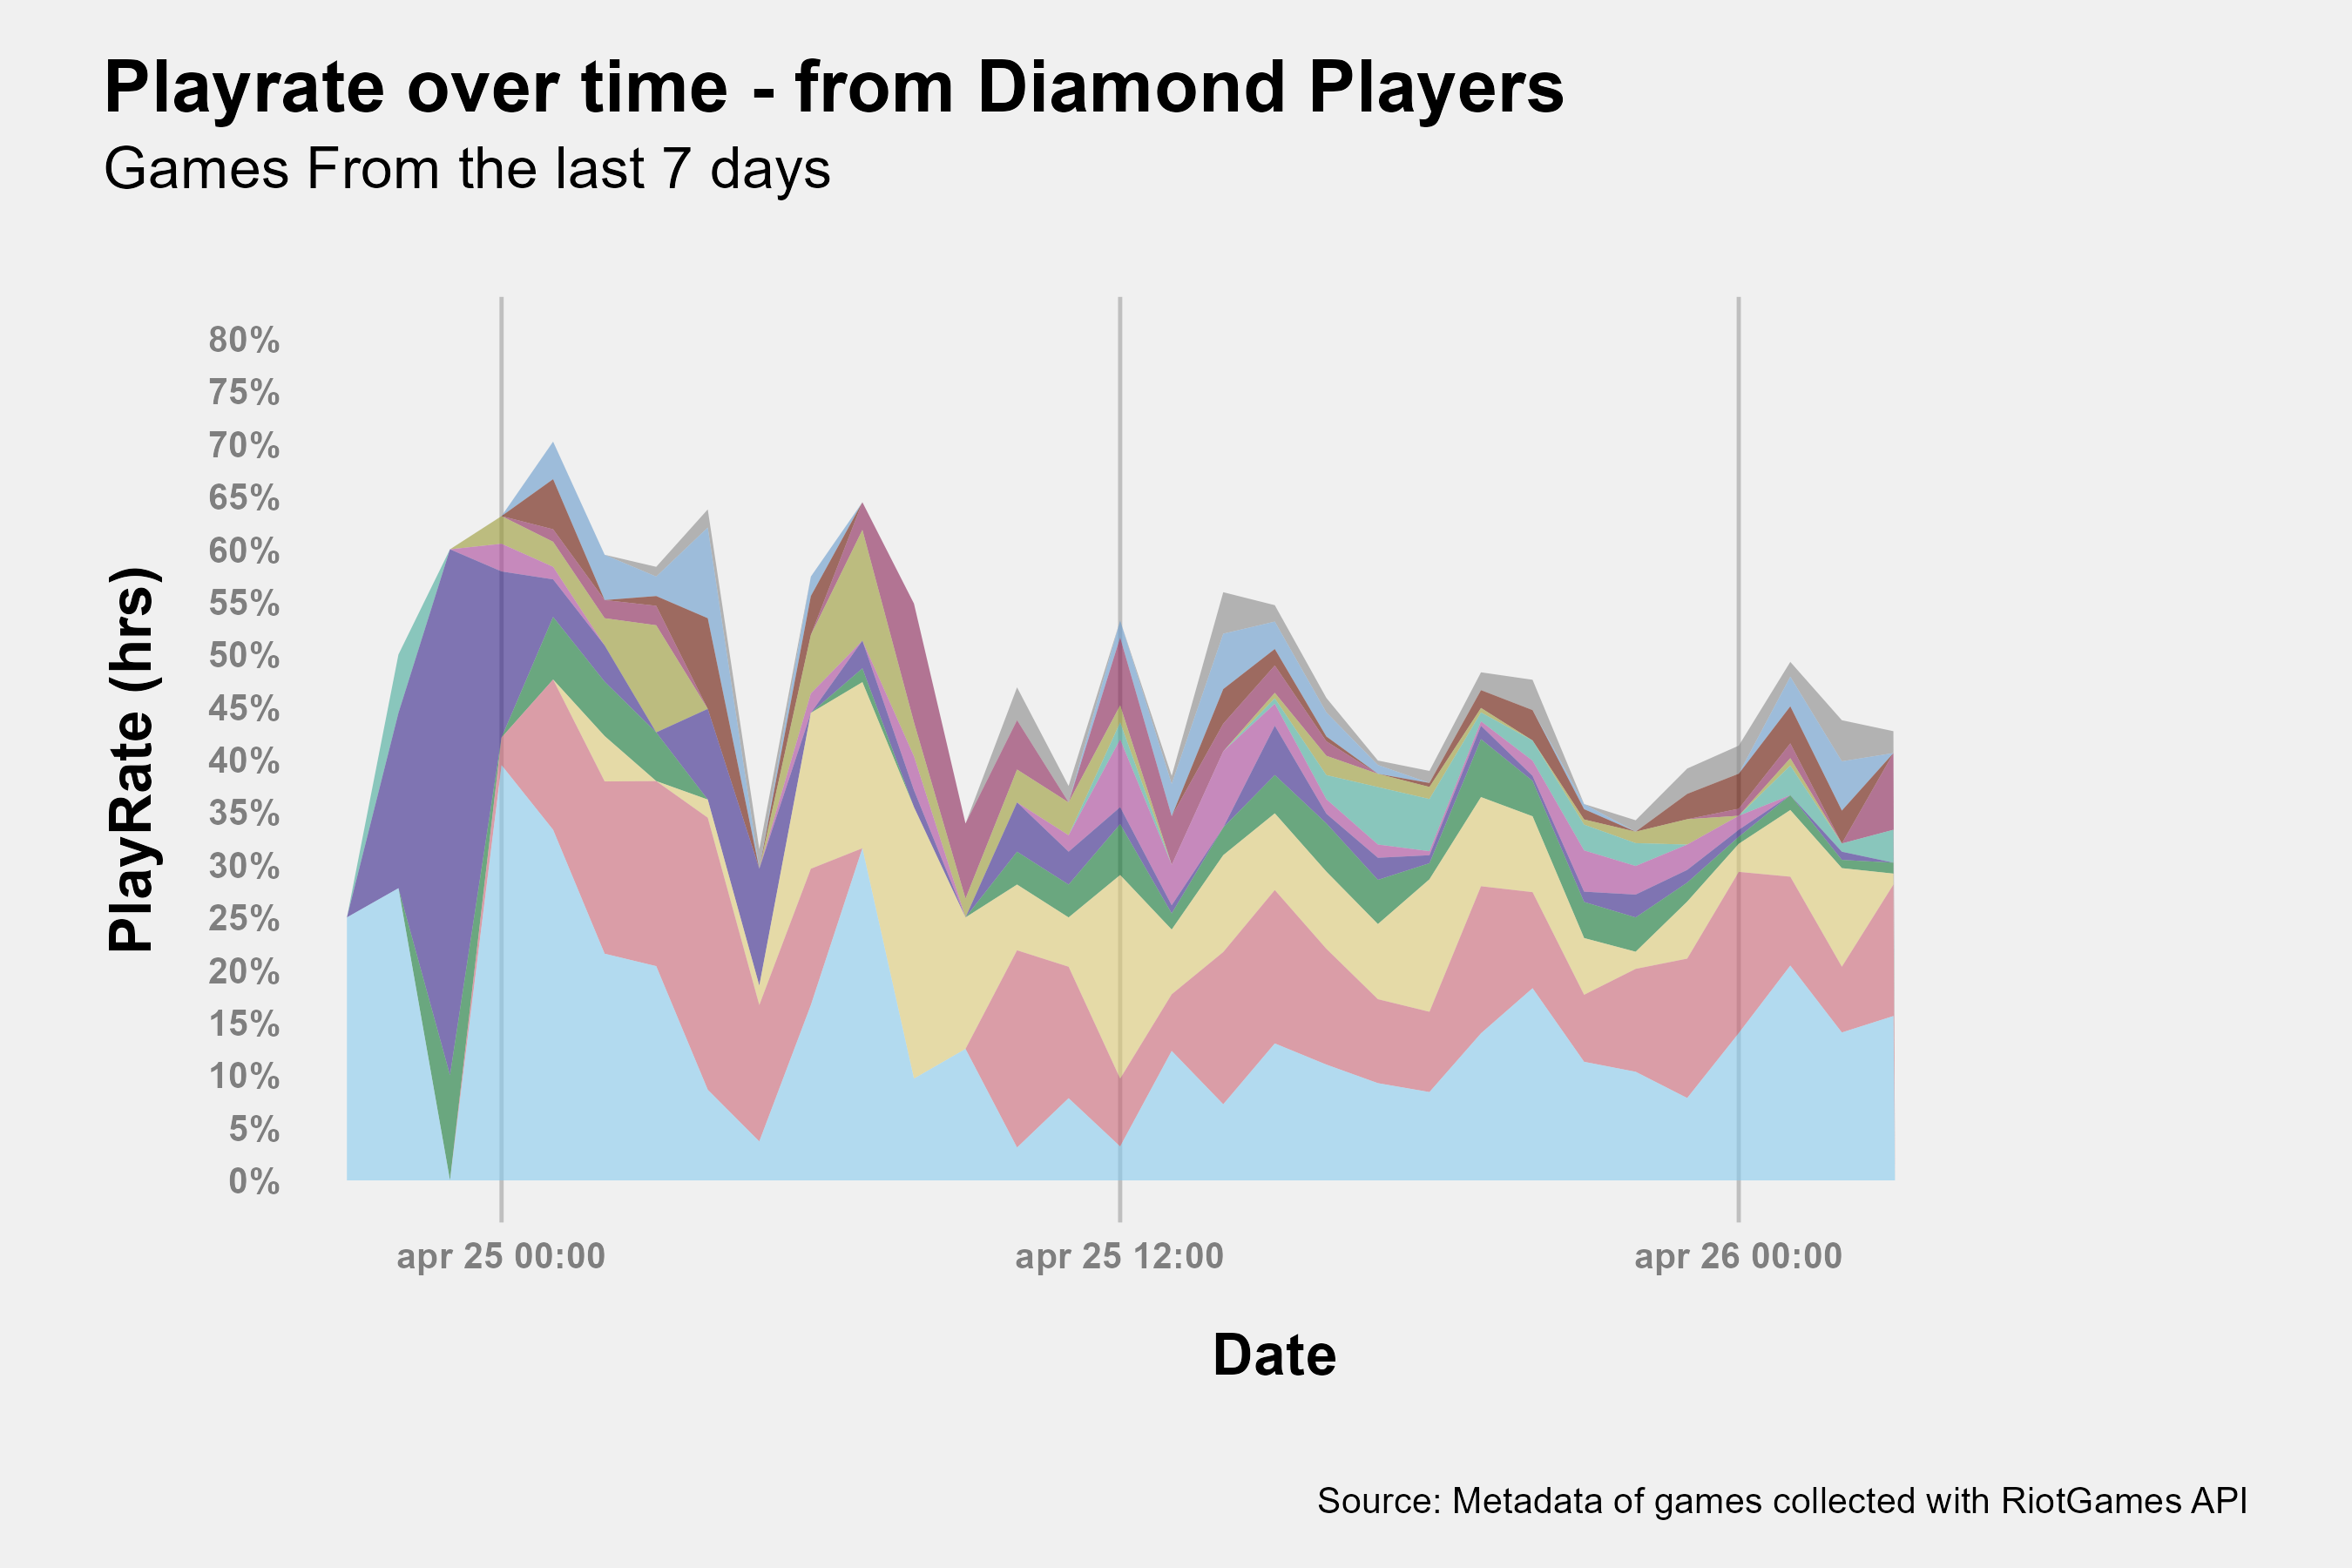 Playrate over time - from Diamond Players
Games From the last 7 days
PlayRate (hrs)
80%
75%
70%
65%
60%
55%
50%
45%
40%
35%
30%
25%
20%
15%
10%
5%
0%
apr 25 00:00
apr 25 12:00
apr 26 00:00
Date
Source: Metadata of games collected with RiotGames API